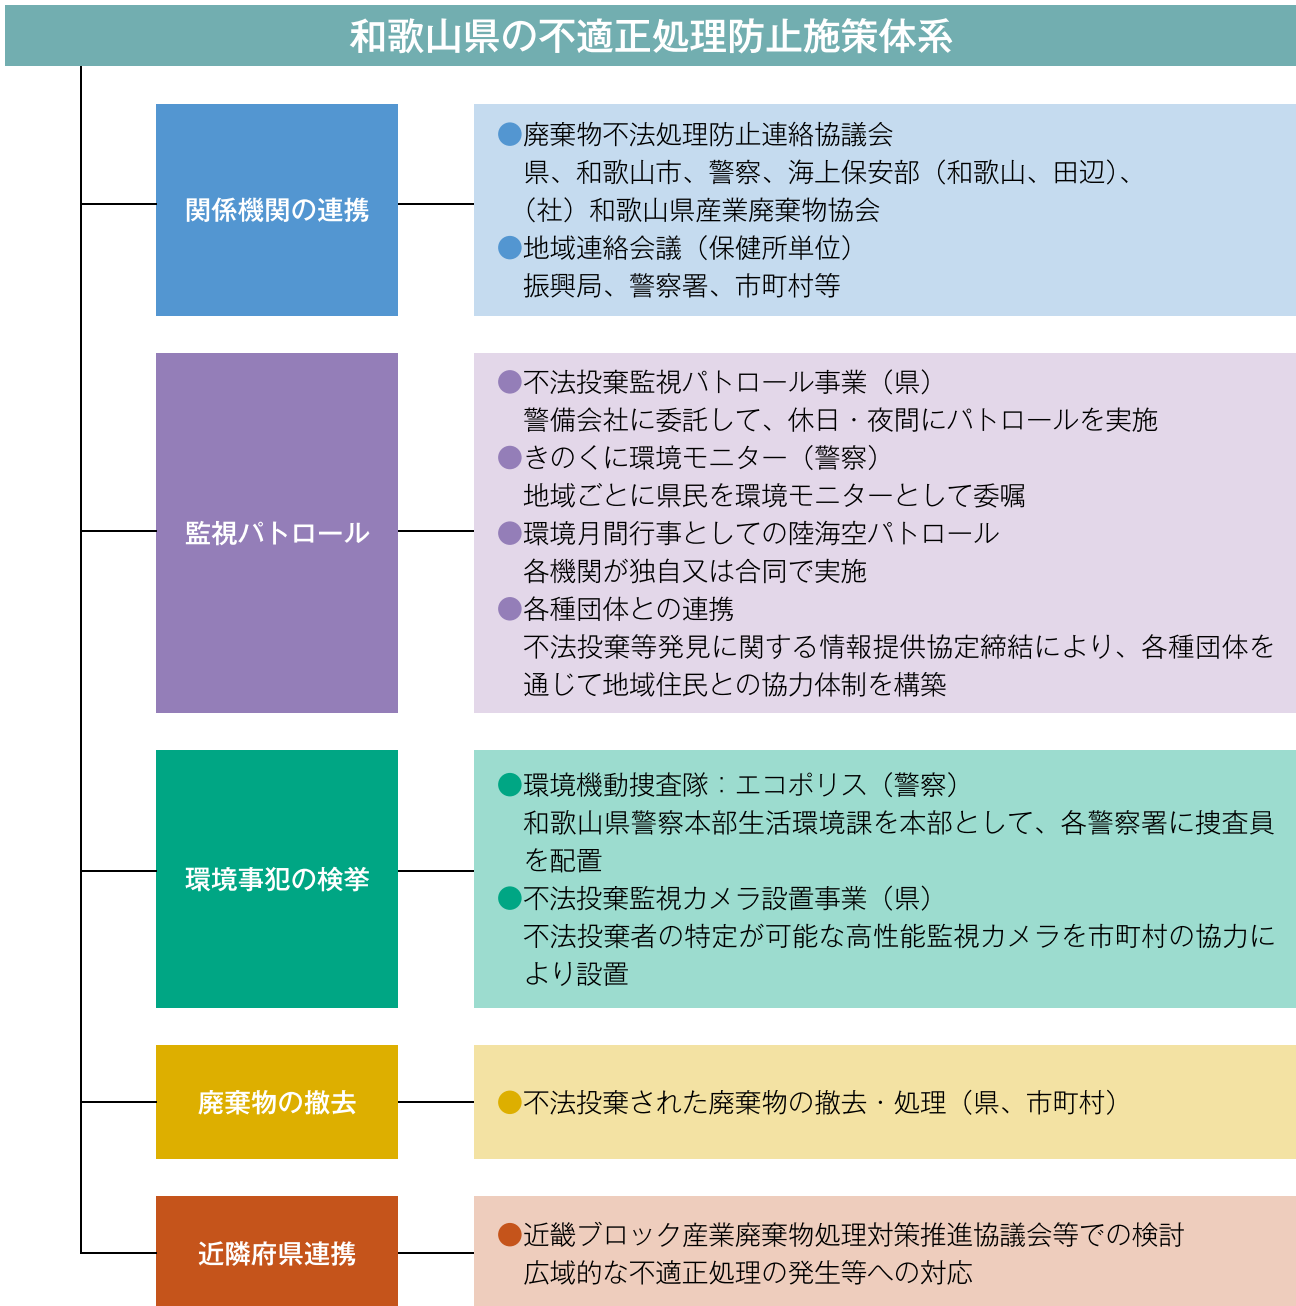 和歌山県の不適正処理防止施策体系
関係機関の連携
●廃棄物不法処理防止連絡協議会
県、和歌山市、警察、海上保安部（和歌山、田辺）、
（社）和歌山県産業廃棄物協会
●地域連絡会議（保健所単位）
振興局、警察署、市町村等
監視パトロール
●不法投棄監視パトロール事業（県）
警備会社に委託して、休日・夜間にパトロールを実施
●きのくに環境モニター（警察）
地域ごとに県民を環境モニターとして委嘱
●環境月間行事としての陸海空パトロール
各機関が独自又は合同で実施
●各種団体との連携
不法投棄等発見に関する情報提供協定締結により、各種団体を
通じて地域住民との協力体制を構築
環境事犯の検挙
●環境機動捜査隊：エコポリス（警察）
和歌山県警察本部生活環境課を本部として、各警察署に捜査員
を配置
●不法投棄監視カメラ設置事業（県）
不法投棄者の特定が可能な高性能監視カメラを市町村の協力に
より設置
廃棄物の撤去
●不法投棄された廃棄物の撤去・処理（県、市町村）
近隣府県連携
●近畿ブロック産業廃棄物処理対策推進協議会等での検討
広域的な不適正処理の発生等への対応